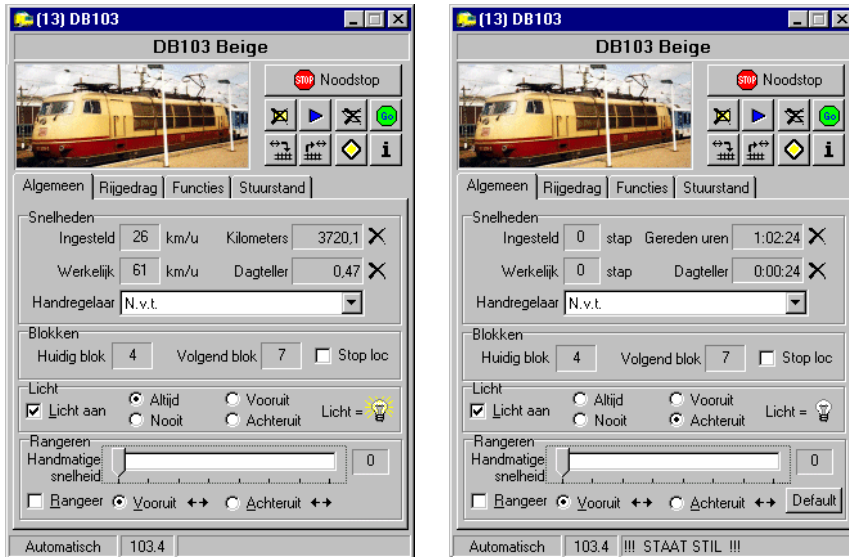 (13) DB103
DB103 Beige
STOP Noodstop
Go
i
Algemeen Rijgedrag Functies Stuurstand
Snelheden
Ingesteld 26 km/u Kilometers 3720,1
Werkelijk 61 km/u Dagteller 0,47
Handregelaar N.v.t.
Blokken
Huidig blok 4 Volgend blok 7 Stop loc
Licht
Licht aan Altijd Vooruit
Nooit Achteruit Licht =
Rangeren
Handmatige snelheid 0
Rangeer Vooruit Achteruit
Automatisch 103.4
(13) DB103
DB103 Beige
STOP Noodstop
Go
i
Algemeen Rijgedrag Functies Stuurstand
Snelheden
Ingesteld 0 stap Gereden uren 1:02:24
Werkelijk 0 stap Dagteller 0:00:24
Handregelaar N.v.t.
Blokken
Huidig blok 4 Volgend blok 7 Stop loc
Licht
Licht aan Altijd Vooruit
Nooit Achteruit Licht =
Rangeren
Handmatige snelheid 0
Rangeer Vooruit Achteruit Default
Automatisch 103.4 !!! STAAT STIL !!!